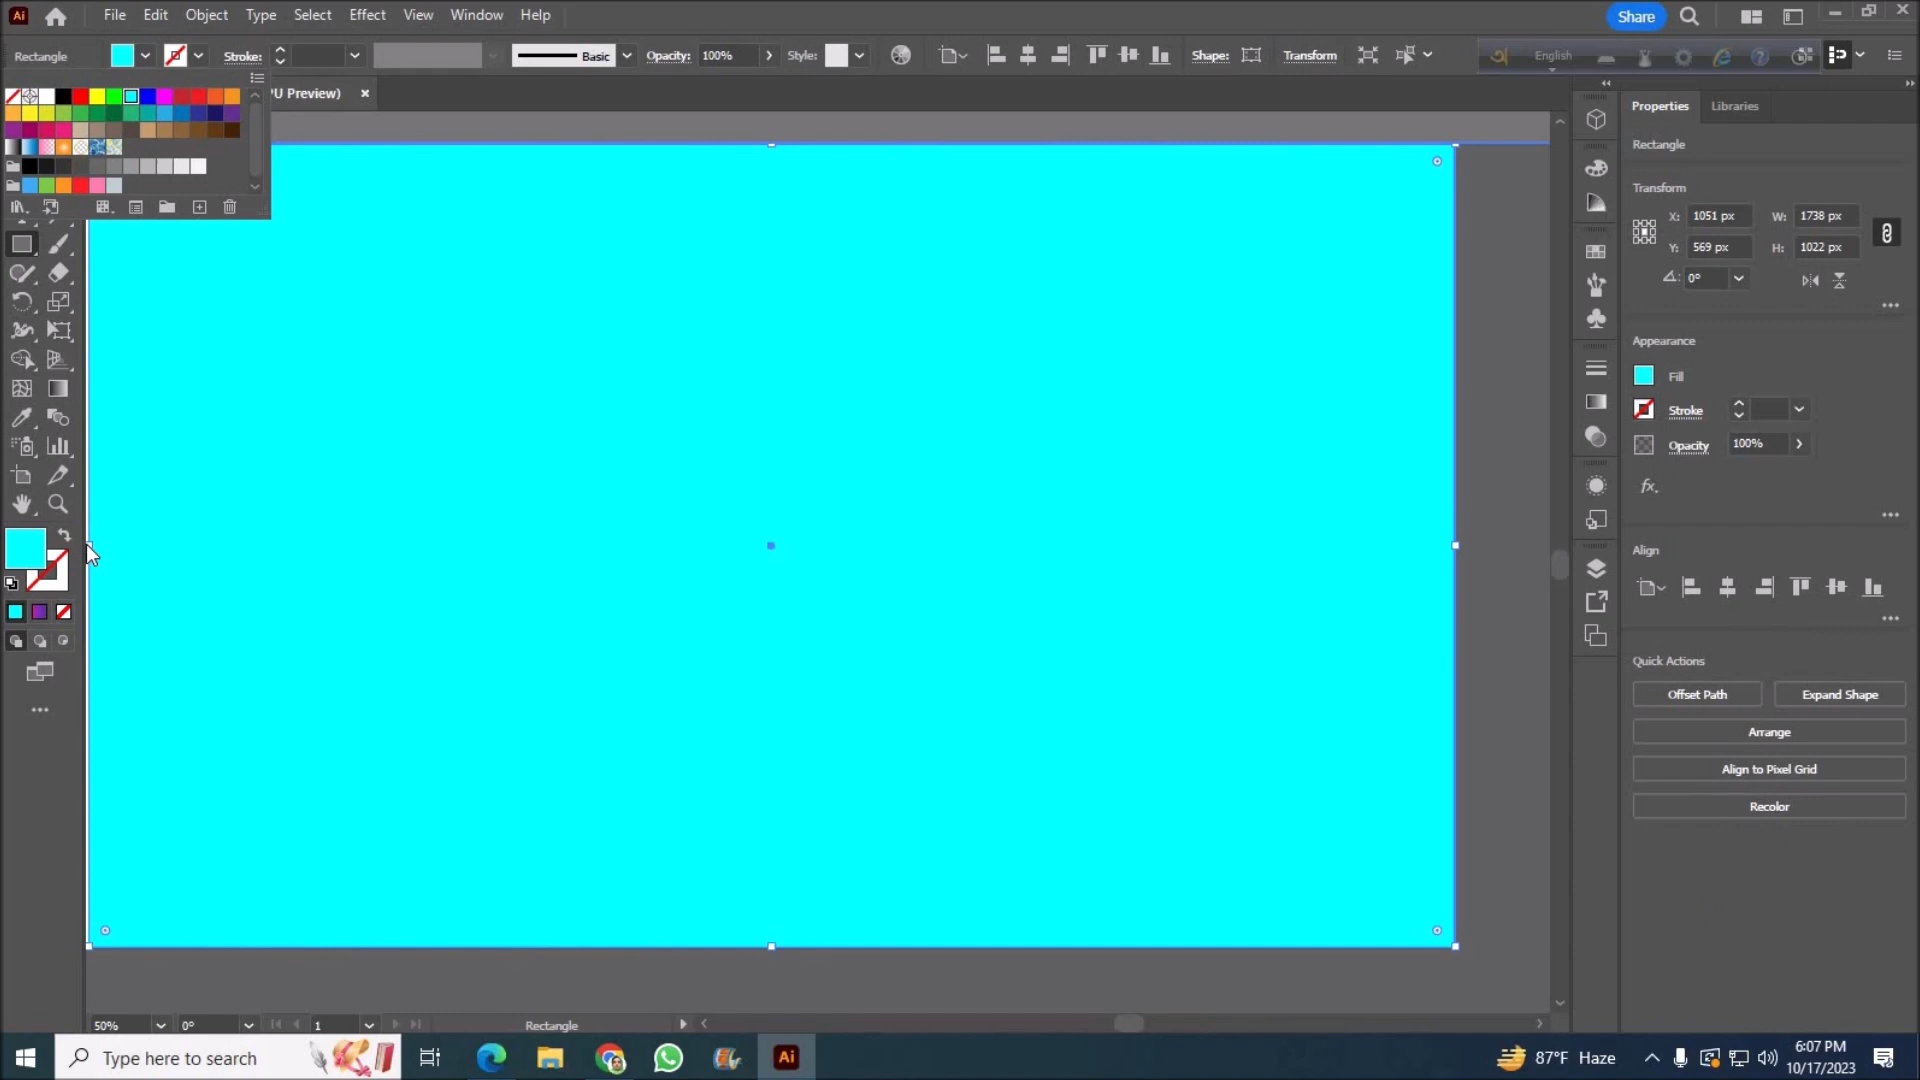 Ai File Edit Object Type Select Effect View Window Help Share
Rectangle Stroke: Basic Opacity: 100% Style: Shape: Transform English
U Preview) ×
Properties Libraries
Rectangle
Transform
X: 1051 px W: 1738 px
Y: 569 px H: 1022 px
0°
Appearance
Fill
Stroke
Opacity 100%
fx.
Align
Quick Actions
Offset Path Expand Shape
Arrange
Align to Pixel Grid
Recolor
50% 0° 1 Rectangle
Type here to search Ai 87°F Haze 6:07 PM
10/17/2023